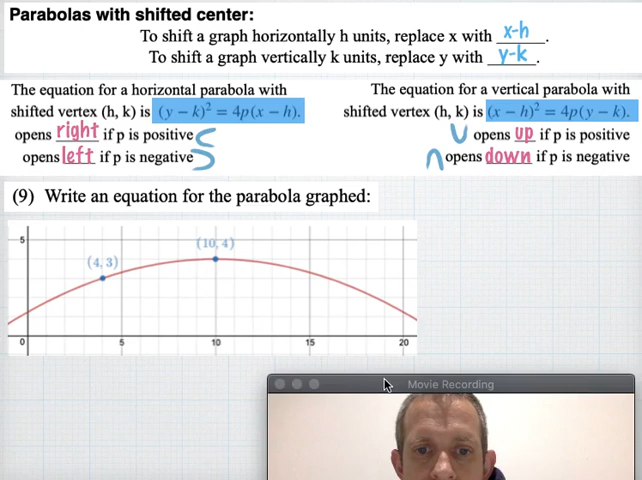 Parabolas with shifted center:
To shift a graph horizontally h units, replace x with x-h.
To shift a graph vertically k units, replace y with y-k.
The equation for a horizontal parabola with
shifted vertex (h, k) is (y − k)² = 4p(x − h).
opens right if p is positive
opens left if p is negative
The equation for a vertical parabola with
shifted vertex (h, k) is (x − h)² = 4p(y − k).
opens up if p is positive
opens down if p is negative
(9) Write an equation for the parabola graphed:
5
(10, 4)
(4, 3)
0 5 10 15 20
Movie Recording